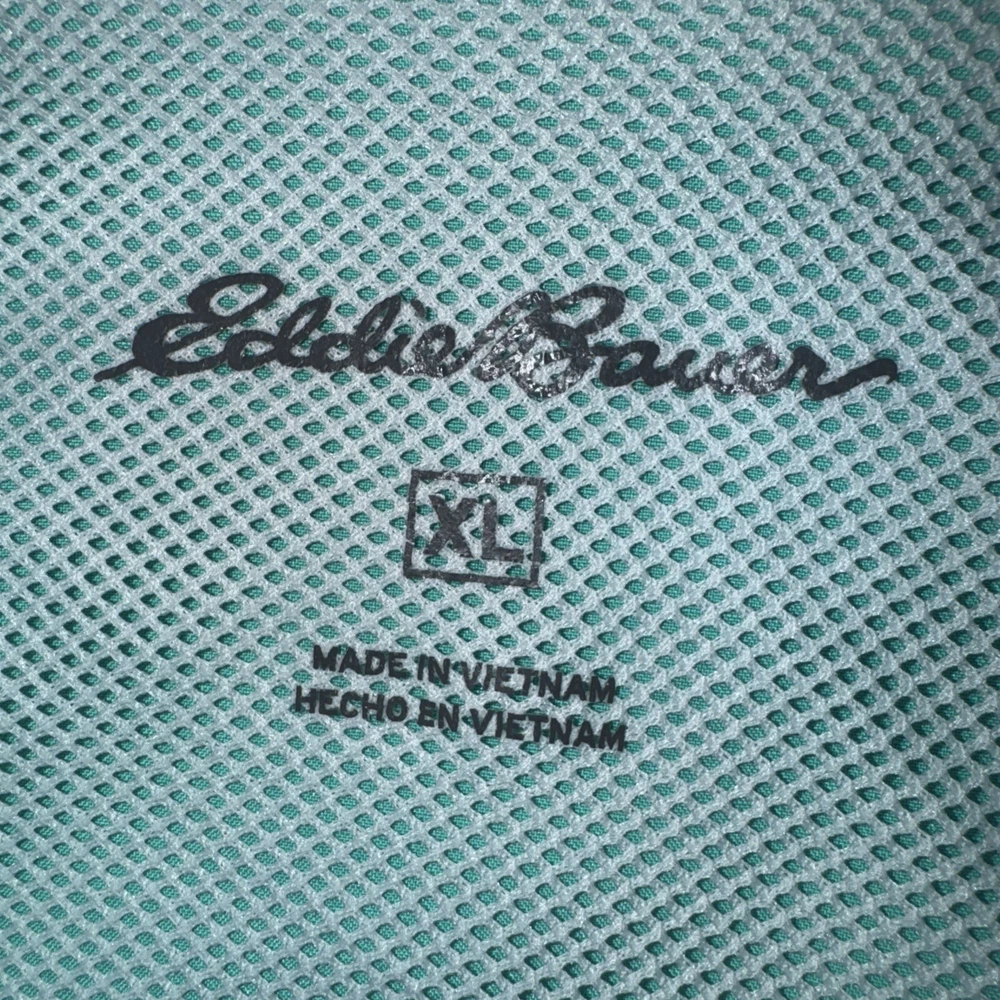 Eddie Bauer
XL
MADE IN VIETNAM
HECHO EN VIETNAM